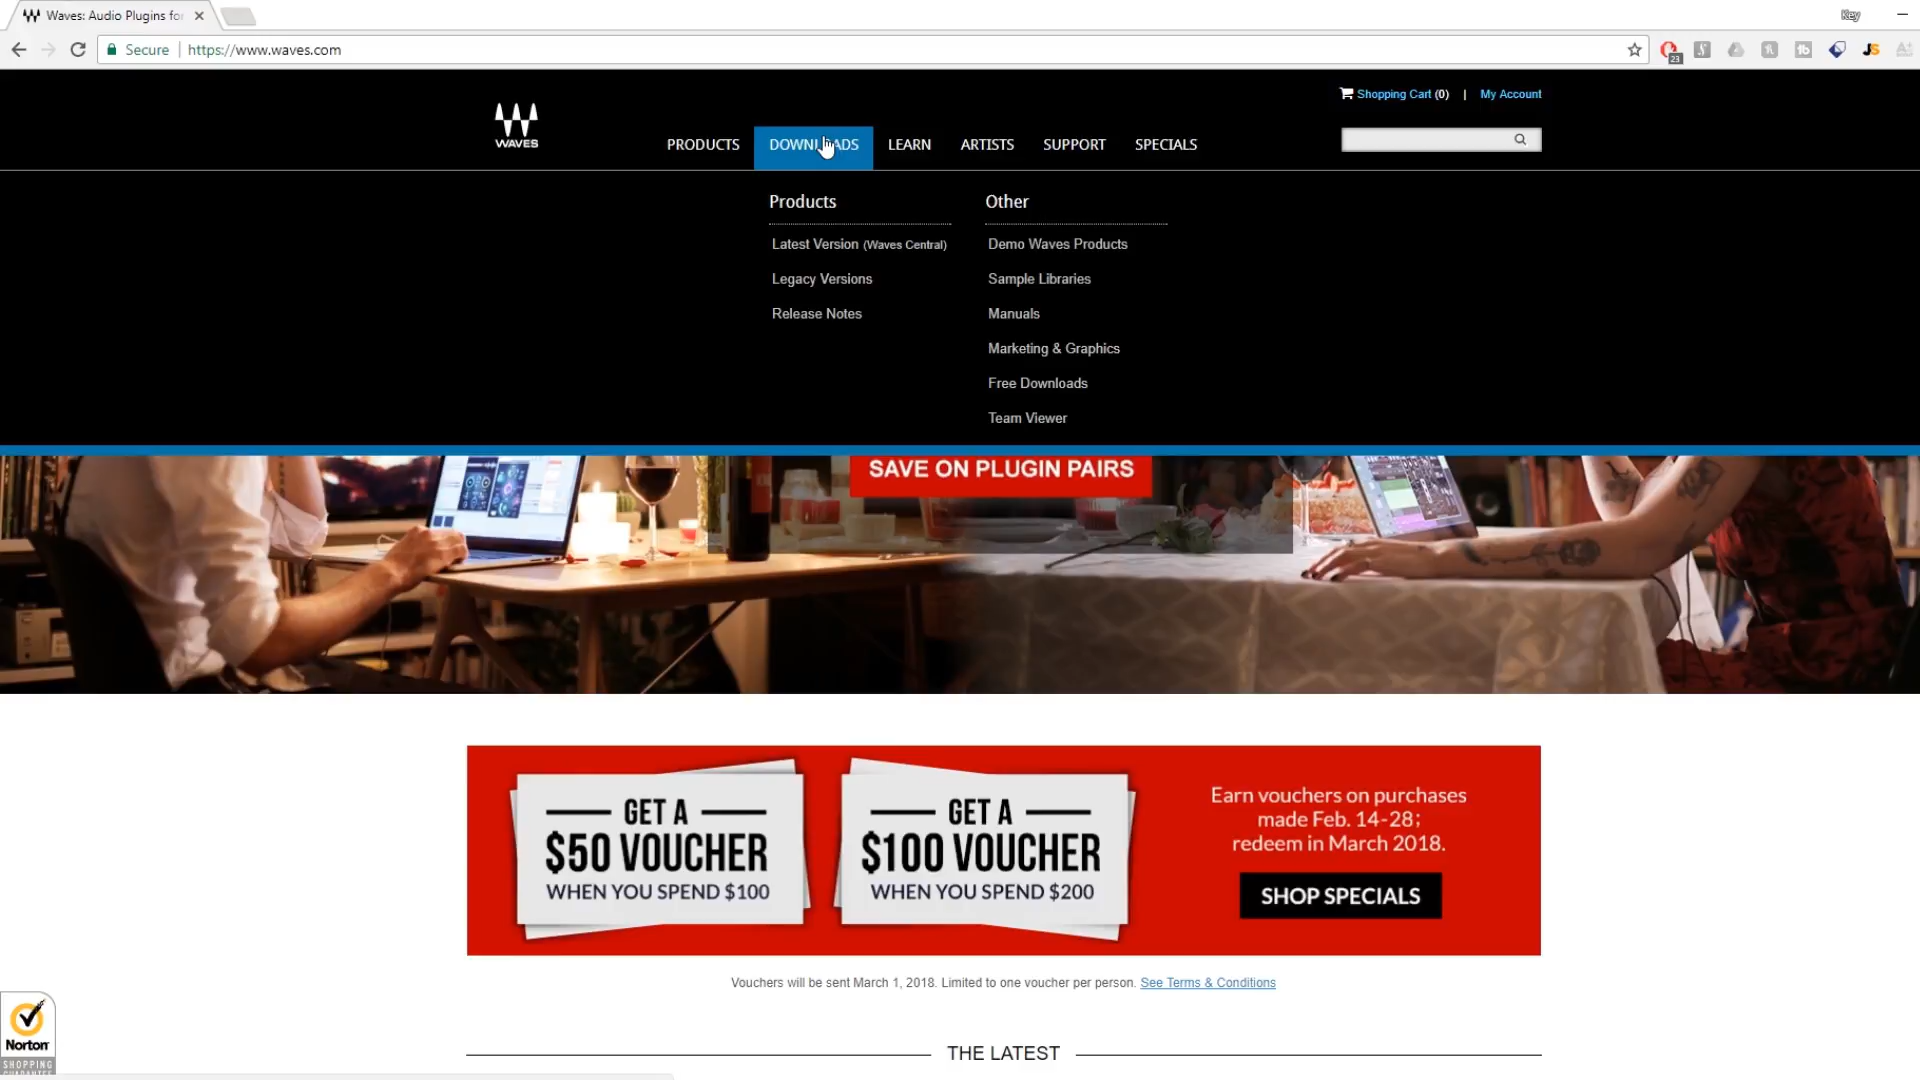 Waves: Audio Plugins for
Key
Secure
https://www.waves.com
23
Shopping Cart (0) | My Account
WAVES
PRODUCTS
DOWNLOADS
LEARN
ARTISTS
SUPPORT
SPECIALS
Products
Latest Version (Waves Central)
Legacy Versions
Release Notes
Other
Demo Waves Products
Sample Libraries
Manuals
Marketing & Graphics
Free Downloads
Team Viewer
SAVE ON PLUGIN PAIRS
GET A
$50 VOUCHER
WHEN YOU SPEND $100
GET A
$100 VOUCHER
WHEN YOU SPEND $200
Earn vouchers on purchases
made Feb. 14-28;
redeem in March 2018.
SHOP SPECIALS
Vouchers will be sent March 1, 2018. Limited to one voucher per person. See Terms & Conditions
Norton
SHOPPING
THE LATEST